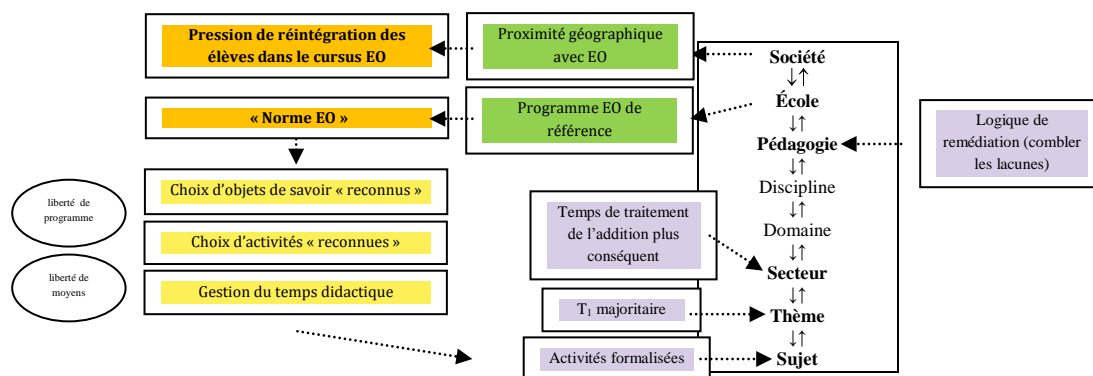 Pression de réintégration des
élèves dans le cursus EO
Proximité géographique
avec EO
Société
↓↑
École
↓↑
Pédagogie
↓↑
Discipline
↓↑
Domaine
↓↑
Secteur
↓↑
Thème
↓↑
Sujet
« Norme EO »
Programme EO de
référence
Logique de
remédiation (combler
les lacunes)
liberté de
programme
liberté de
moyens
Choix d'objets de savoir « reconnus »
Choix d'activités « reconnues »
Gestion du temps didactique
Temps de traitement
de l'addition plus
conséquent
T₁ majoritaire
Activités formalisées